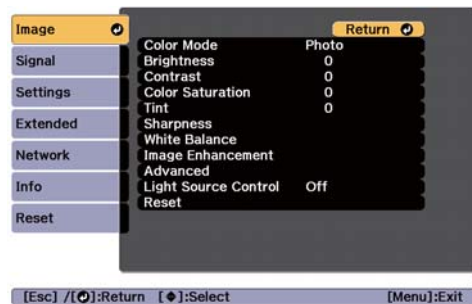 Image
Signal
Settings
Extended
Network
Info
Reset
Return
Color Mode Photo
Brightness 0
Contrast 0
Color Saturation 0
Tint 0
Sharpness
White Balance
Image Enhancement
Advanced
Light Source Control Off
Reset
[Esc] /[ ]:Return [ ]:Select [Menu]:Exit